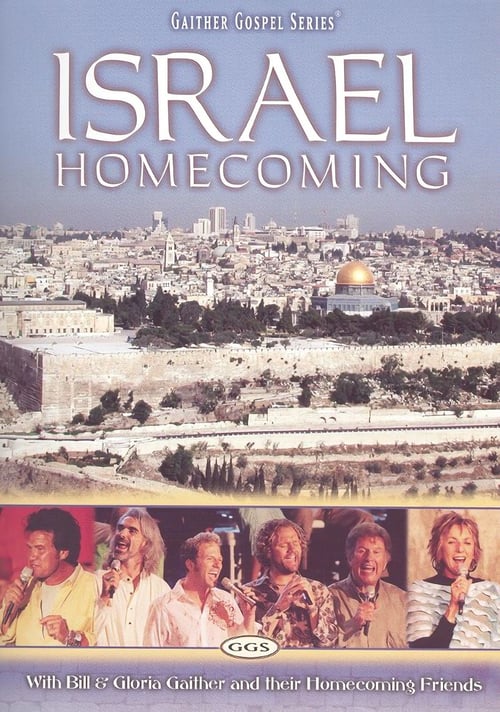 GAITHER GOSPEL SERIES®
ISRAEL
HOMECOMING
GGS
With Bill & Gloria Gaither and their Homecoming Friends